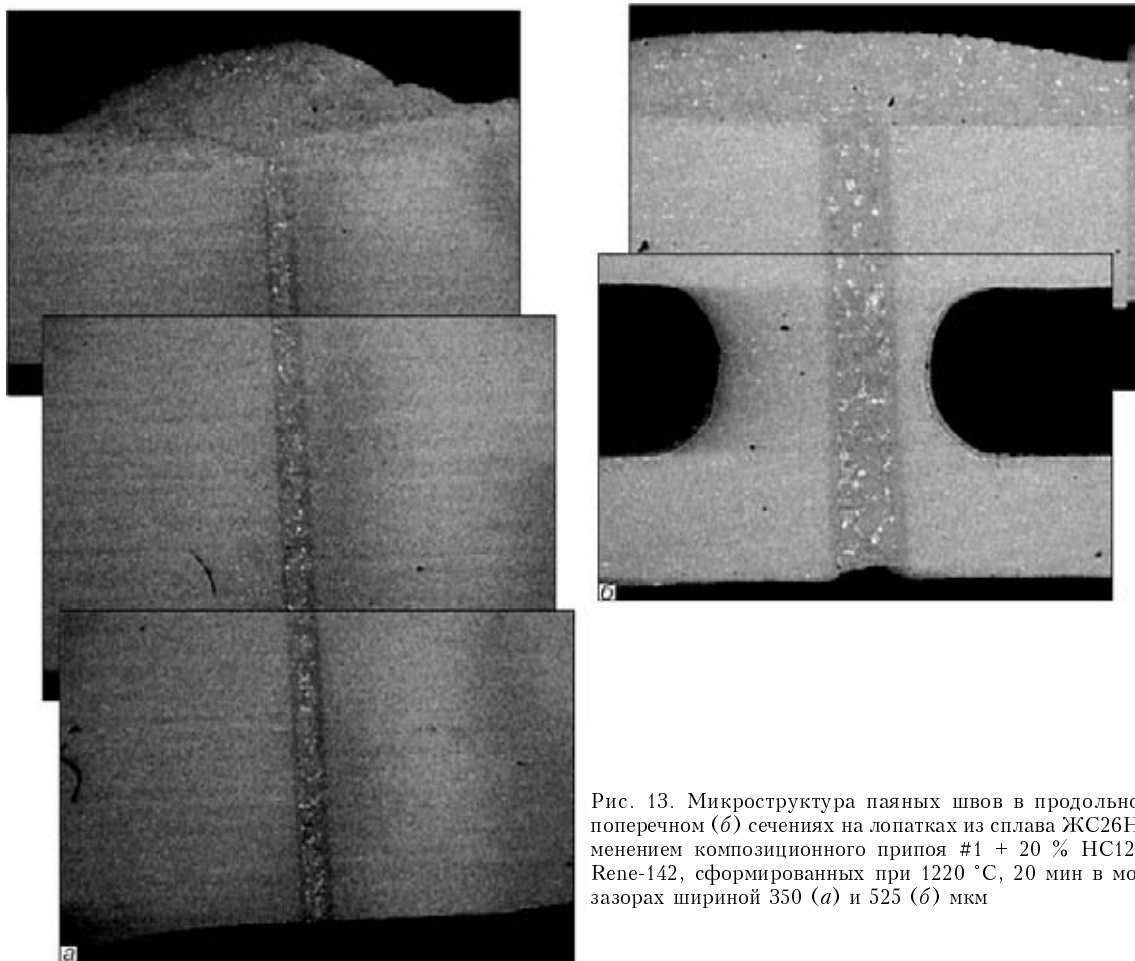 а
б
Рис. 13. Микроструктура паяных швов в продольно
поперечном (б) сечениях на лопатках из сплава ЖС26Н
менением композиционного припоя #1 + 20 % НС12
Rene-142, сформированных при 1220 °С, 20 мин в мо
зазорах шириной 350 (а) и 525 (б) мкм